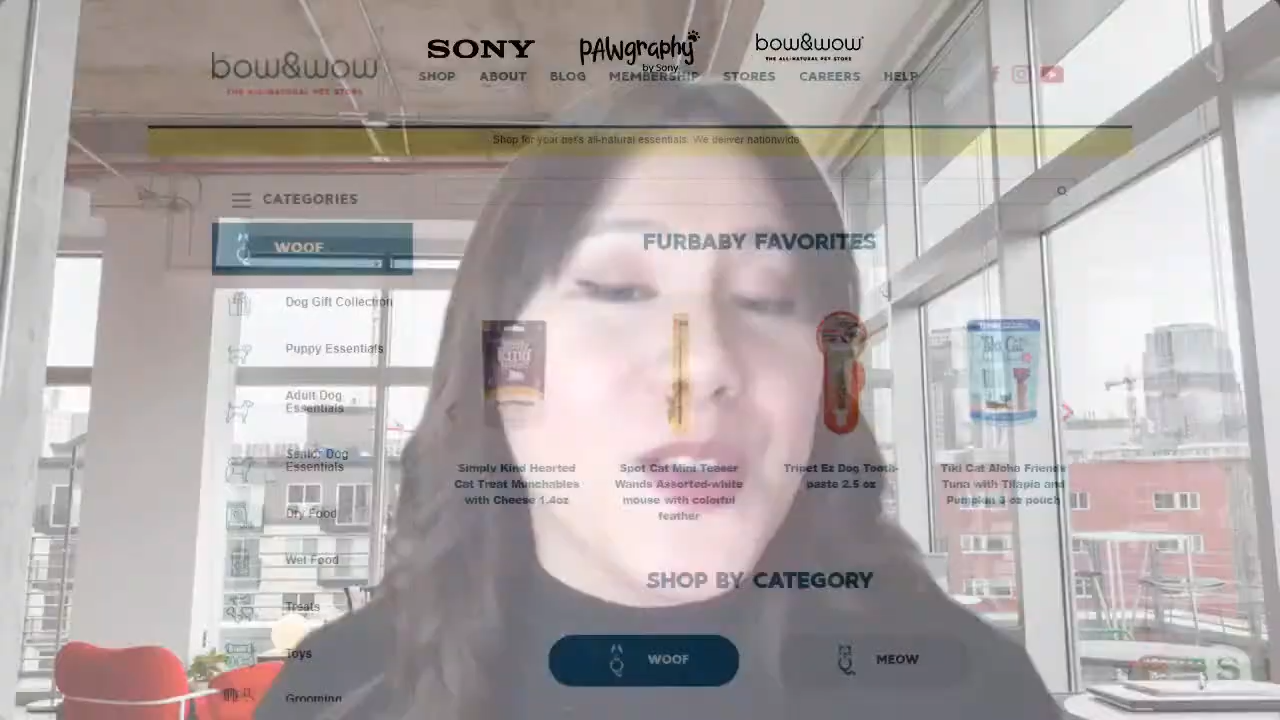 SONY
pawgraphy
by Sony
bow&wow
THE ALL-NATURAL PET STORE
bow&wow
THE ALL-NATURAL PET STORE
SHOP ABOUT BLOG MEMBERSHIP STORES CAREERS HELP
Shop for your pet's all-natural essentials. We deliver nationwide
CATEGORIES
WOOF
Dog Gift Collection
Puppy Essentials
Adult Dog
Essentials
Senior Dog
Essentials
Dry Food
Wet Food
Treats
Toys
Grooming
FURBABY FAVORITES
Simply Kind Hearted
Cat Treat Munchables
with Cheese 1.4oz
Spot Cat Mini Teaser
Wands Assorted-white
mouse with colorful
feather
Tropet Ez Dog Tooth-
paste 2.5 oz
Tiki Cat Aloha Friends
Tuna with Tilapia and
Pumpkin 3 oz pouch
SHOP BY CATEGORY
WOOF
MEOW